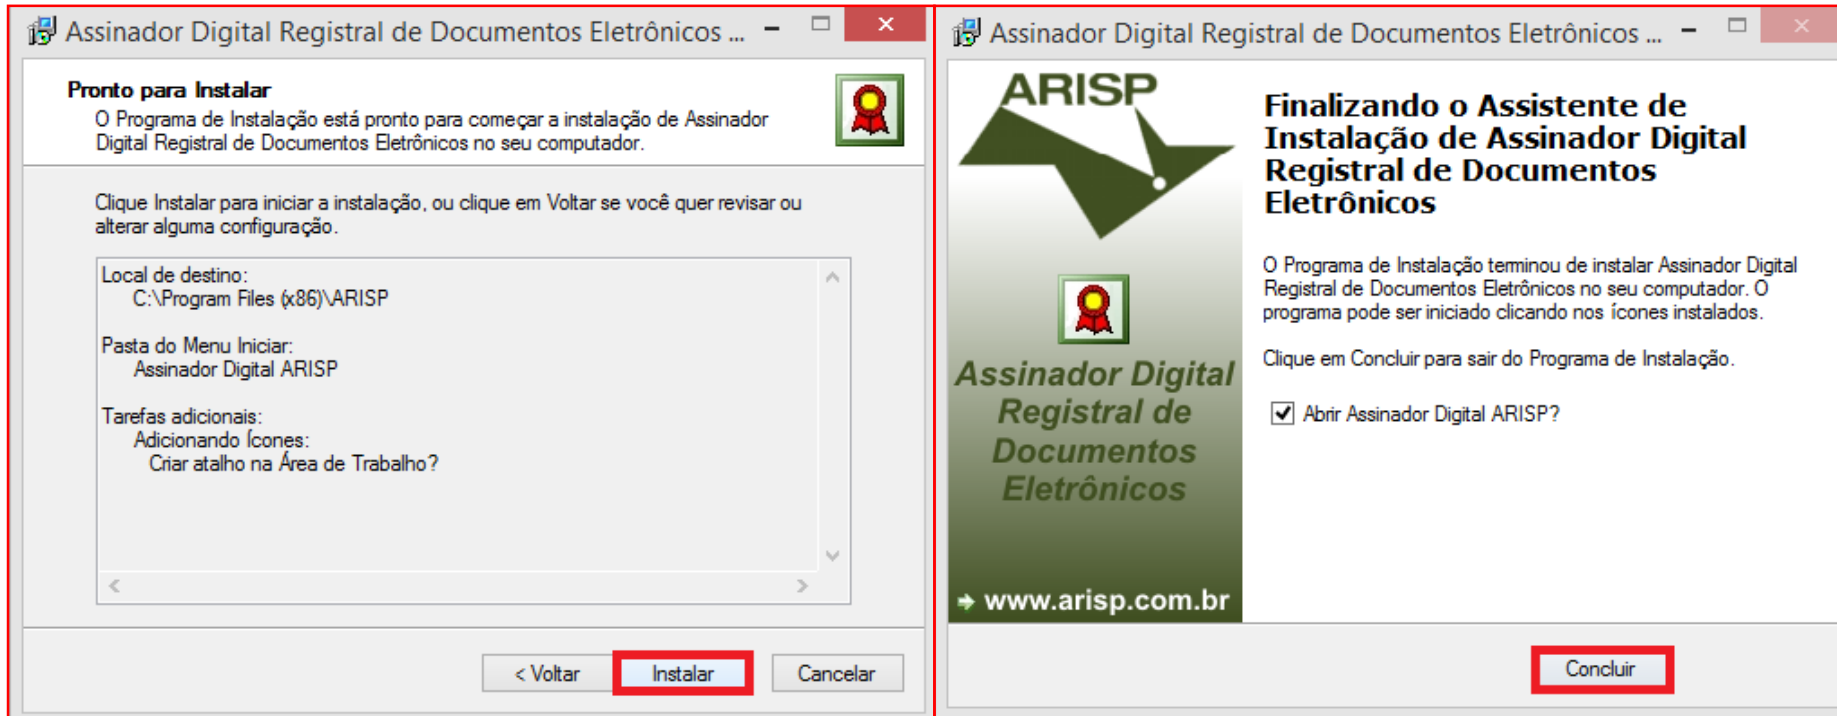 Assinador Digital Registral de Documentos Eletrônicos ...
Pronto para Instalar
O Programa de Instalação está pronto para começar a instalação de Assinador
Digital Registral de Documentos Eletrônicos no seu computador.
Clique Instalar para iniciar a instalação, ou clique em Voltar se você quer revisar ou
alterar alguma configuração.
Local de destino:
C:\Program Files (x86)\ARISP
Pasta do Menu Iniciar:
Assinador Digital ARISP
Tarefas adicionais:
Adicionando Ícones:
Criar atalho na Área de Trabalho?
< Voltar
Instalar
Cancelar
Assinador Digital Registral de Documentos Eletrônicos ...
ARISP
Assinador Digital
Registral de
Documentos
Eletrônicos
www.arisp.com.br
Finalizando o Assistente de
Instalação de Assinador Digital
Registral de Documentos
Eletrônicos
O Programa de Instalação terminou de instalar Assinador Digital
Registral de Documentos Eletrônicos no seu computador. O
programa pode ser iniciado clicando nos ícones instalados.
Clique em Concluir para sair do Programa de Instalação.
Abrir Assinador Digital ARISP?
Concluir